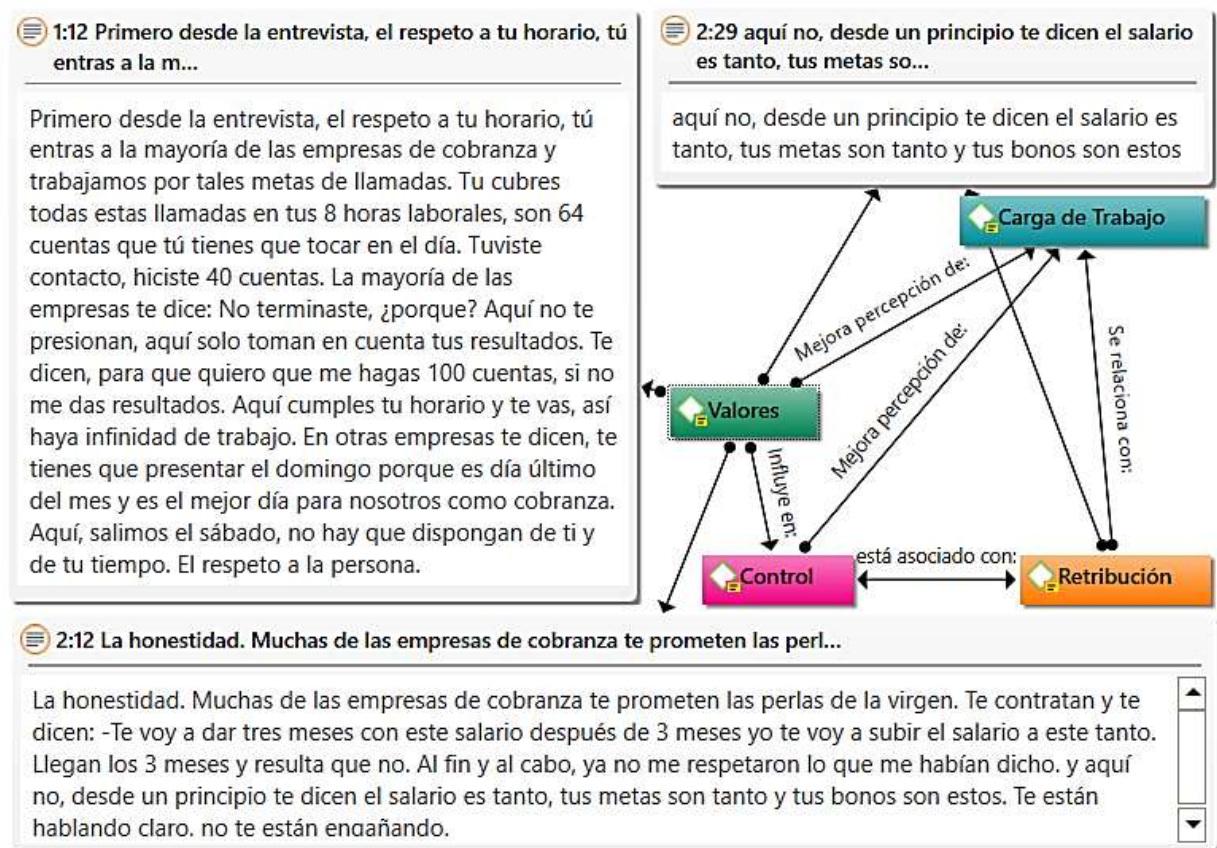 1:12 Primero desde la entrevista, el respeto a tu horario, tú
entras a la m...
Primero desde la entrevista, el respeto a tu horario, tú
entras a la mayoría de las empresas de cobranza y
trabajamos por tales metas de llamadas. Tu cubres
todas estas llamadas en tus 8 horas laborales, son 64
cuentas que tú tienes que tocar en el día. Tuviste
contacto, hiciste 40 cuentas. La mayoría de las
empresas te dice: No terminaste, ¿porque? Aquí no te
presionan, aquí solo toman en cuenta tus resultados. Te
dicen, para que quiero que me hagas 100 cuentas, si no
me das resultados. Aquí cumples tu horario y te vas, así
haya infinidad de trabajo. En otras empresas te dicen, te
tienes que presentar el domingo porque es día último
del mes y es el mejor día para nosotros como cobranza.
Aquí, salimos el sábado, no hay que dispongan de ti y
de tu tiempo. El respeto a la persona.
2:29 aquí no, desde un principio te dicen el salario
es tanto, tus metas so...
aquí no, desde un principio te dicen el salario es
tanto, tus metas son tanto y tus bonos son estos
Carga de Trabajo
Mejora percepción de:
Mejora percepción de:
Se relaciona con:
Valores
Influye en:
Control
está asociado con:
Retribución
2:12 La honestidad. Muchas de las empresas de cobranza te prometen las perl...
La honestidad. Muchas de las empresas de cobranza te prometen las perlas de la virgen. Te contratan y te
dicen: -Te voy a dar tres meses con este salario después de 3 meses yo te voy a subir el salario a este tanto.
Llegan los 3 meses y resulta que no. Al fin y al cabo, ya no me respetaron lo que me habían dicho. y aquí
no, desde un principio te dicen el salario es tanto, tus metas son tanto y tus bonos son estos. Te están
hablando claro. no te están engañando.